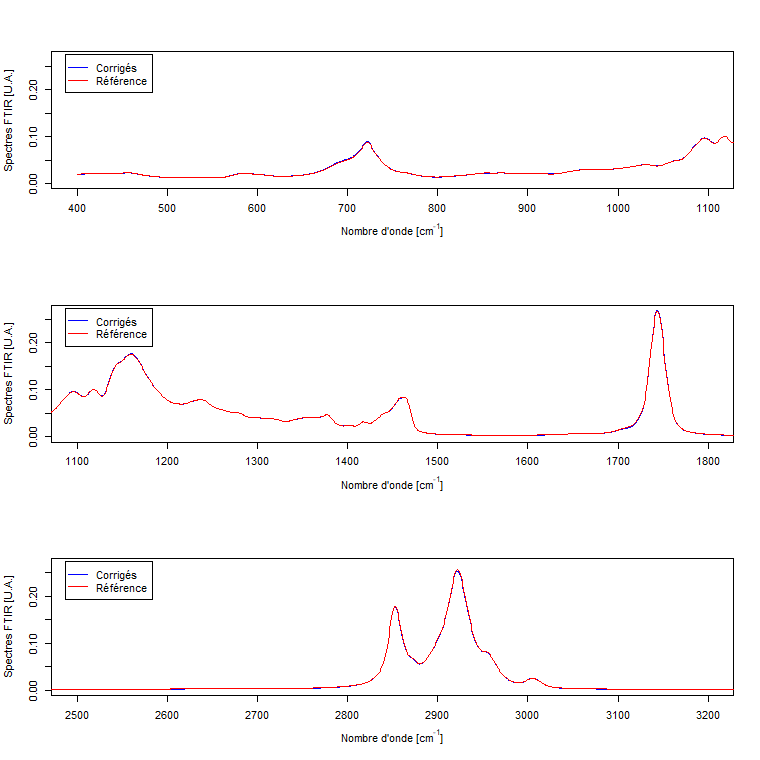 Corrigés
Référence
Spectres FTIR [U.A.]
0.00 0.10 0.20
400 500 600 700 800 900 1000 1100
Nombre d'onde [cm⁻¹]
Corrigés
Référence
Spectres FTIR [U.A.]
0.00 0.10 0.20
1100 1200 1300 1400 1500 1600 1700 1800
Nombre d'onde [cm⁻¹]
Corrigés
Référence
Spectres FTIR [U.A.]
0.00 0.10 0.20
2500 2600 2700 2800 2900 3000 3100 3200
Nombre d'onde [cm⁻¹]